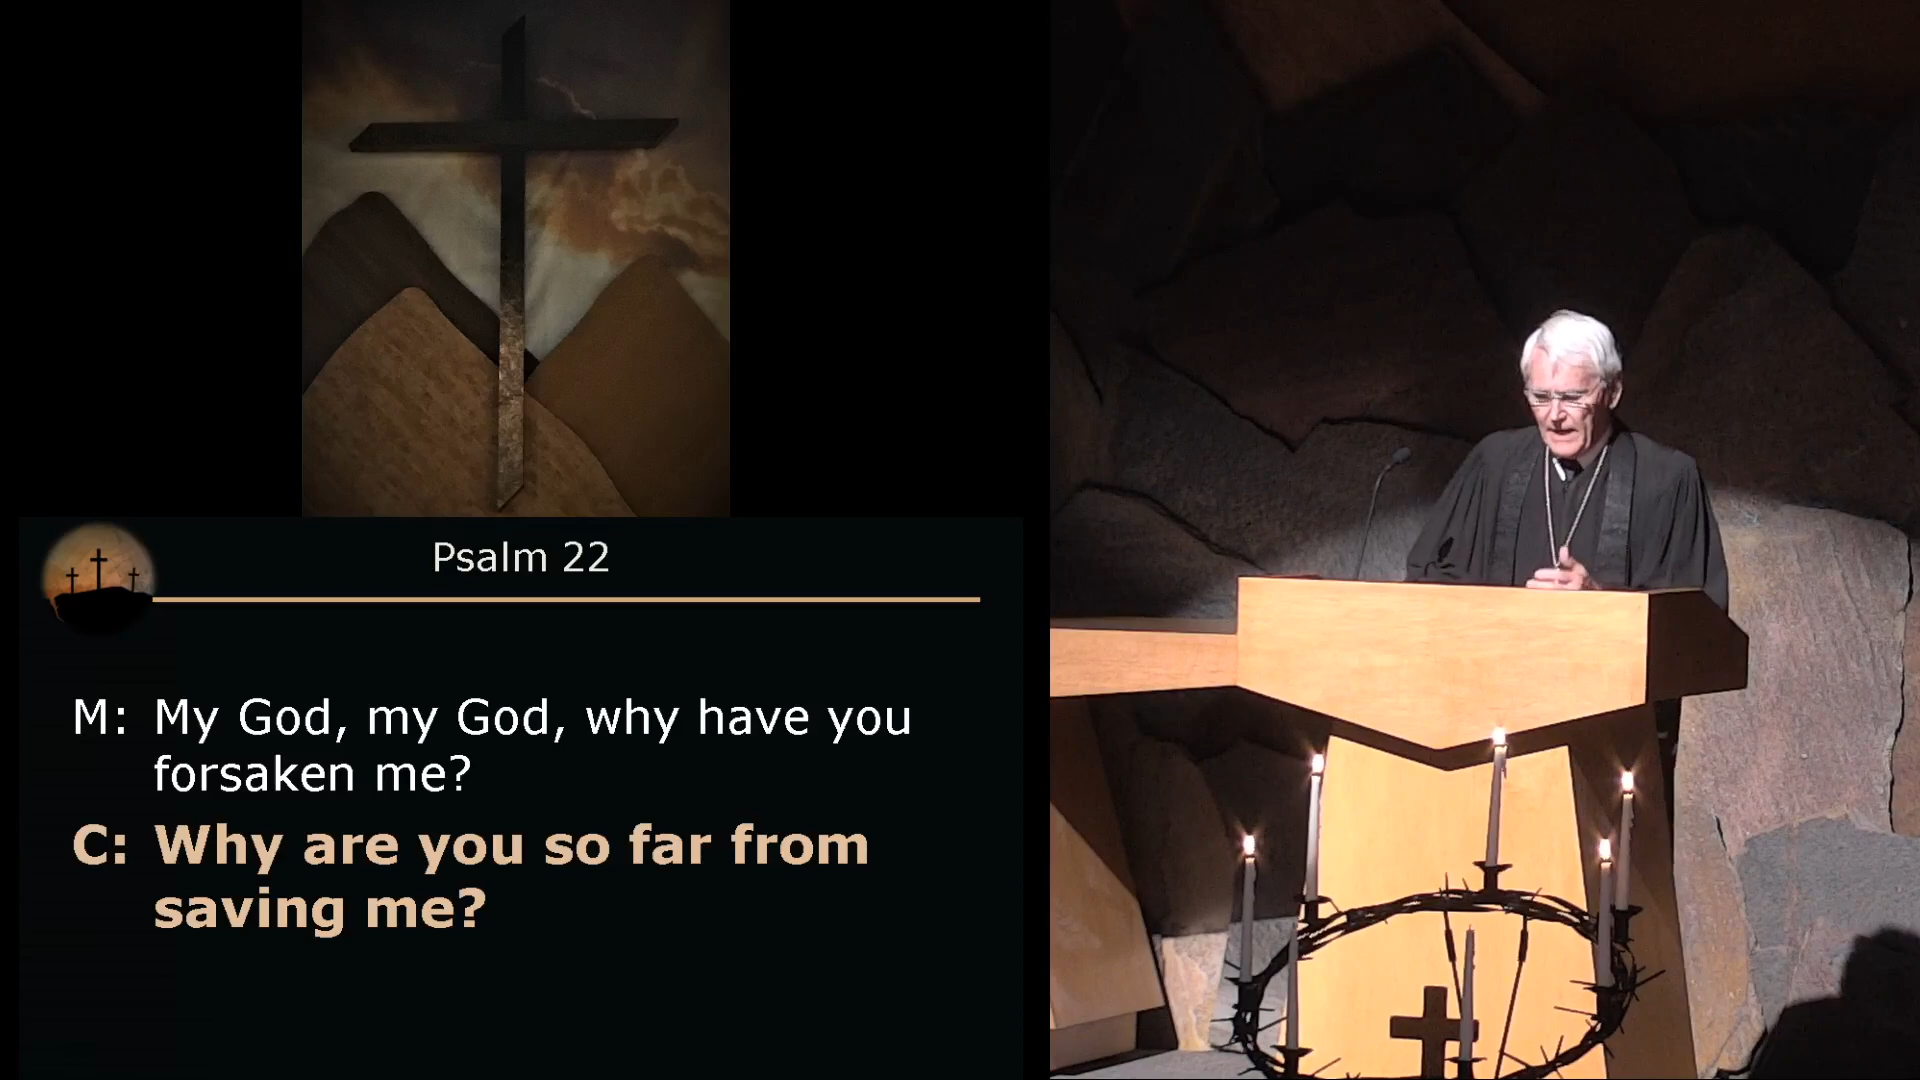 Psalm 22
M: My God, my God, why have you
forsaken me?
C: Why are you so far from
saving me?